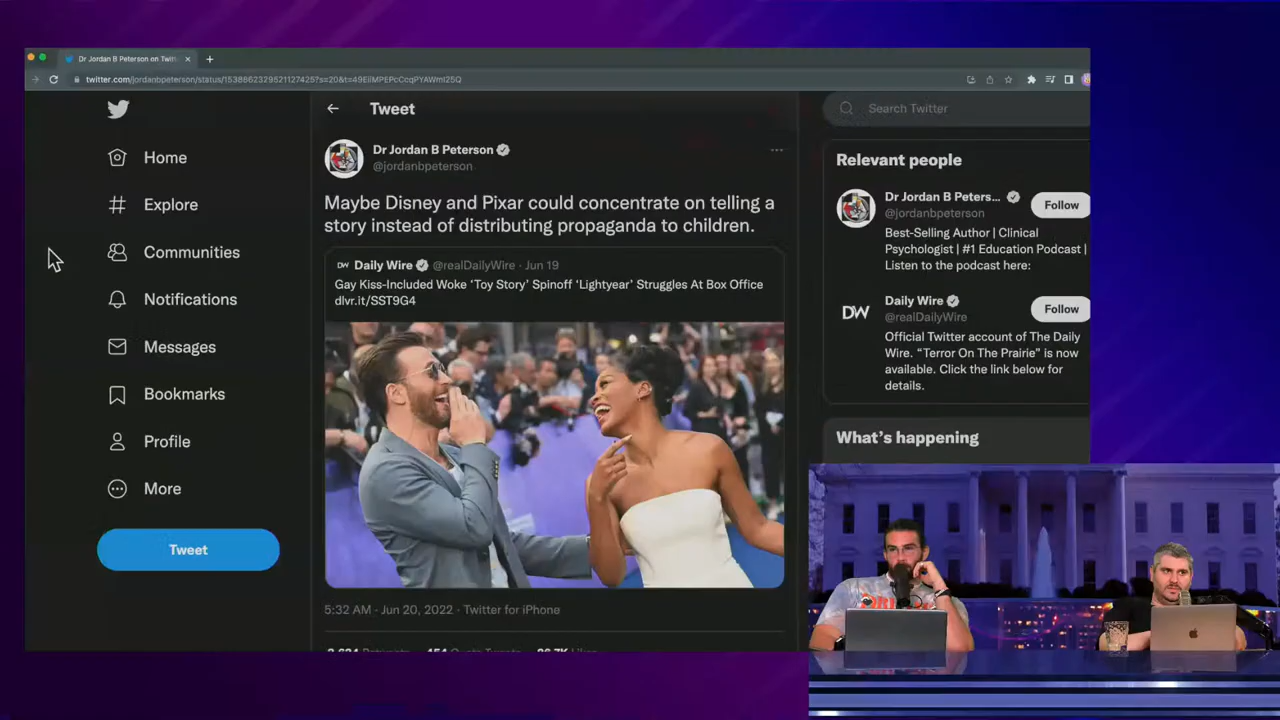 Dr Jordan B Peterson on Twitt
twitter.com/jordanbpeterson/status/
Home
Explore
Communities
Notifications
Messages
Bookmarks
Profile
More
Tweet
Tweet
Dr Jordan B Peterson
@jordanbpeterson
Maybe Disney and Pixar could concentrate on telling a
story instead of distributing propaganda to children.
DW Daily Wire @realDailyWire · Jun 19
Gay Kiss-Included Woke ‘Toy Story’ Spinoff ‘Lightyear’ Struggles At Box Office
dlvr.it/SST9G4
5:32 AM · Jun 20, 2022 · Twitter for iPhone
Search Twitter
Relevant people
Dr Jordan B Peters...
@jordanbpeterson
Follow
Best-Selling Author | Clinical
Psychologist | #1 Education Podcast |
Listen to the podcast here:
DW
Daily Wire
@realDailyWire
Follow
Official Twitter account of The Daily
Wire. “Terror On The Prairie” is now
available. Click the link below for
details.
What’s happening